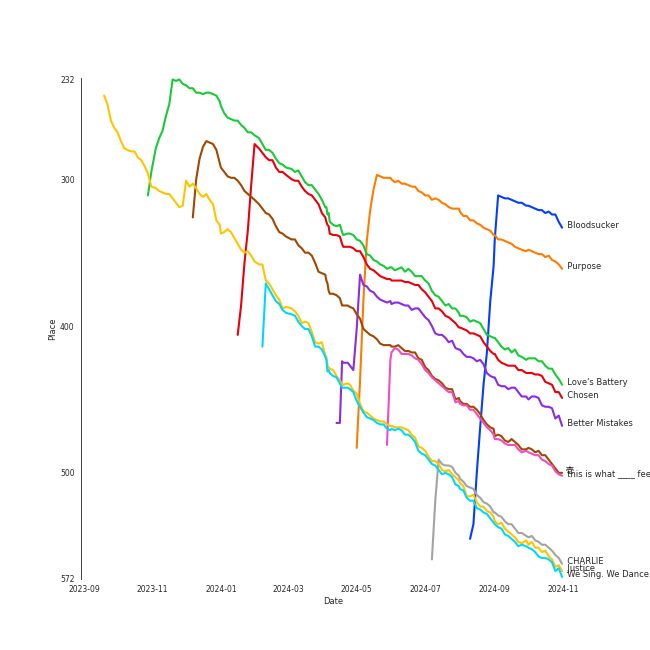 232
300
400
500
572
Place
2023-09
2023-11
2024-01
2024-03
2024-05
2024-07
2024-09
2024-11
Date
Bloodsucker
Purpose
Love's Battery
Chosen
Better Mistakes
this is what ____ fee
CHARLIE
Justice
We Sing. We Dance.